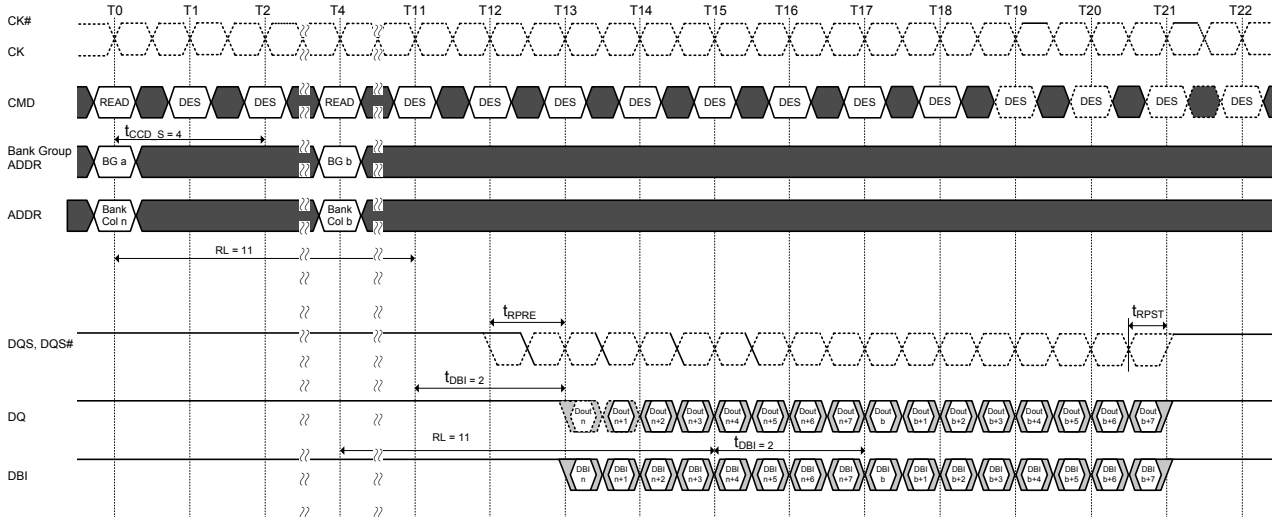 T0 T1 T2 T4 T11 T12 T13 T14 T15 T16 T17 T18 T19 T20 T21 T22
CK#
CK
CMD READ DES DES READ DES DES DES DES DES DES DES DES DES DES DES DES
tCCD_S = 4
Bank Group
ADDR
BG a BG b
ADDR
Bank
Col n
Bank
Col b
RL = 11
tRPRE tRPST
DQS, DQS#
tDBI = 2
DQ
Dout
n
Dout
n+1
Dout
n+2
Dout
n+3
Dout
n+4
Dout
n+5
Dout
n+6
Dout
n+7
Dout
b
Dout
b+1
Dout
b+2
Dout
b+3
Dout
b+4
Dout
b+5
Dout
b+6
Dout
b+7
RL = 11 tDBI = 2
DBI
DBI
n
DBI
n+1
DBI
n+2
DBI
n+3
DBI
n+4
DBI
n+5
DBI
n+6
DBI
n+7
DBI
b
DBI
b+1
DBI
b+2
DBI
b+3
DBI
b+4
DBI
b+5
DBI
b+6
DBI
b+7